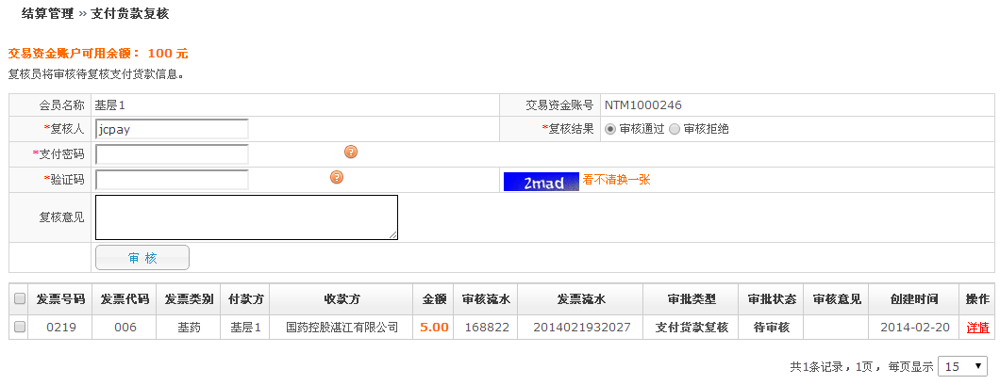 结算管理 » 支付货款复核
交易资金账户可用余额： 100 元
复核员将审核待复核支付货款信息。
会员名称 基层1 交易资金账号 NTM1000246
*复核人 jcpay *复核结果 审核通过 审核拒绝
*支付密码 ?
*验证码 ? 2mad 看不清换一张
复核意见
审 核
发票号码 发票代码 发票类别 付款方 收款方 金额 审核流水 发票流水 审批类型 审批状态 审核意见 创建时间 操作
0219 006 基药 基层1 国药控股湛江有限公司 5.00 168822 2014021932027 支付货款复核 待审核 2014-02-20 详情
共1条记录，1页，每页显示 15